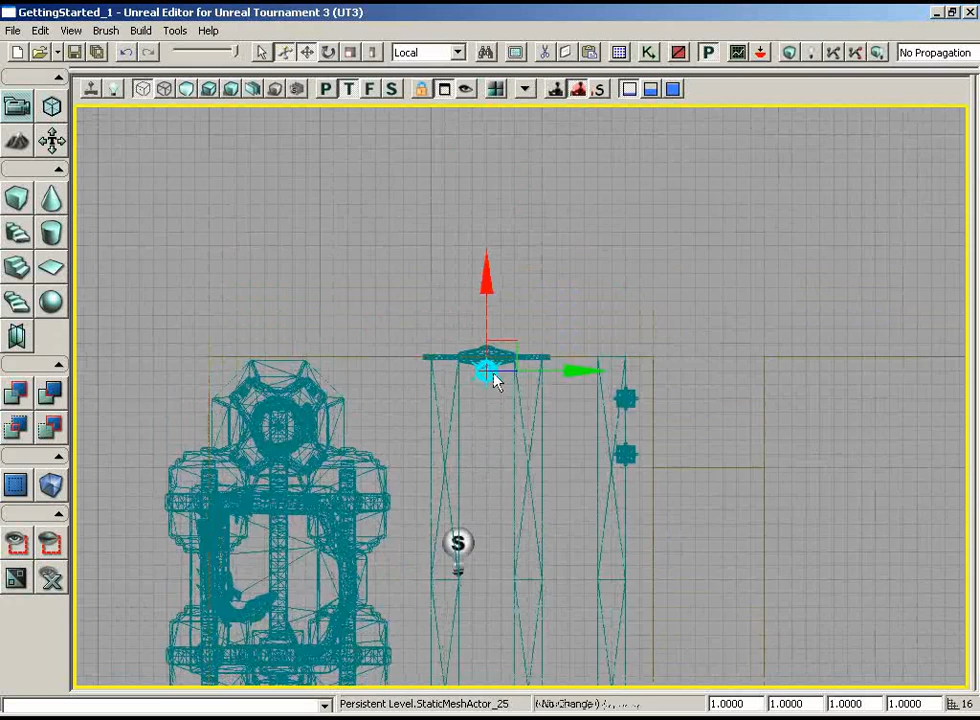 GettingStarted_1 - Unreal Editor for Unreal Tournament 3 (UT3)
File Edit View Brush Build Tools Help
Local
P
No Propagation
P T F S
S
S
Persistent Level.StaticMeshActor_25
1.0000 1.0000 1.0000 1.0000
16